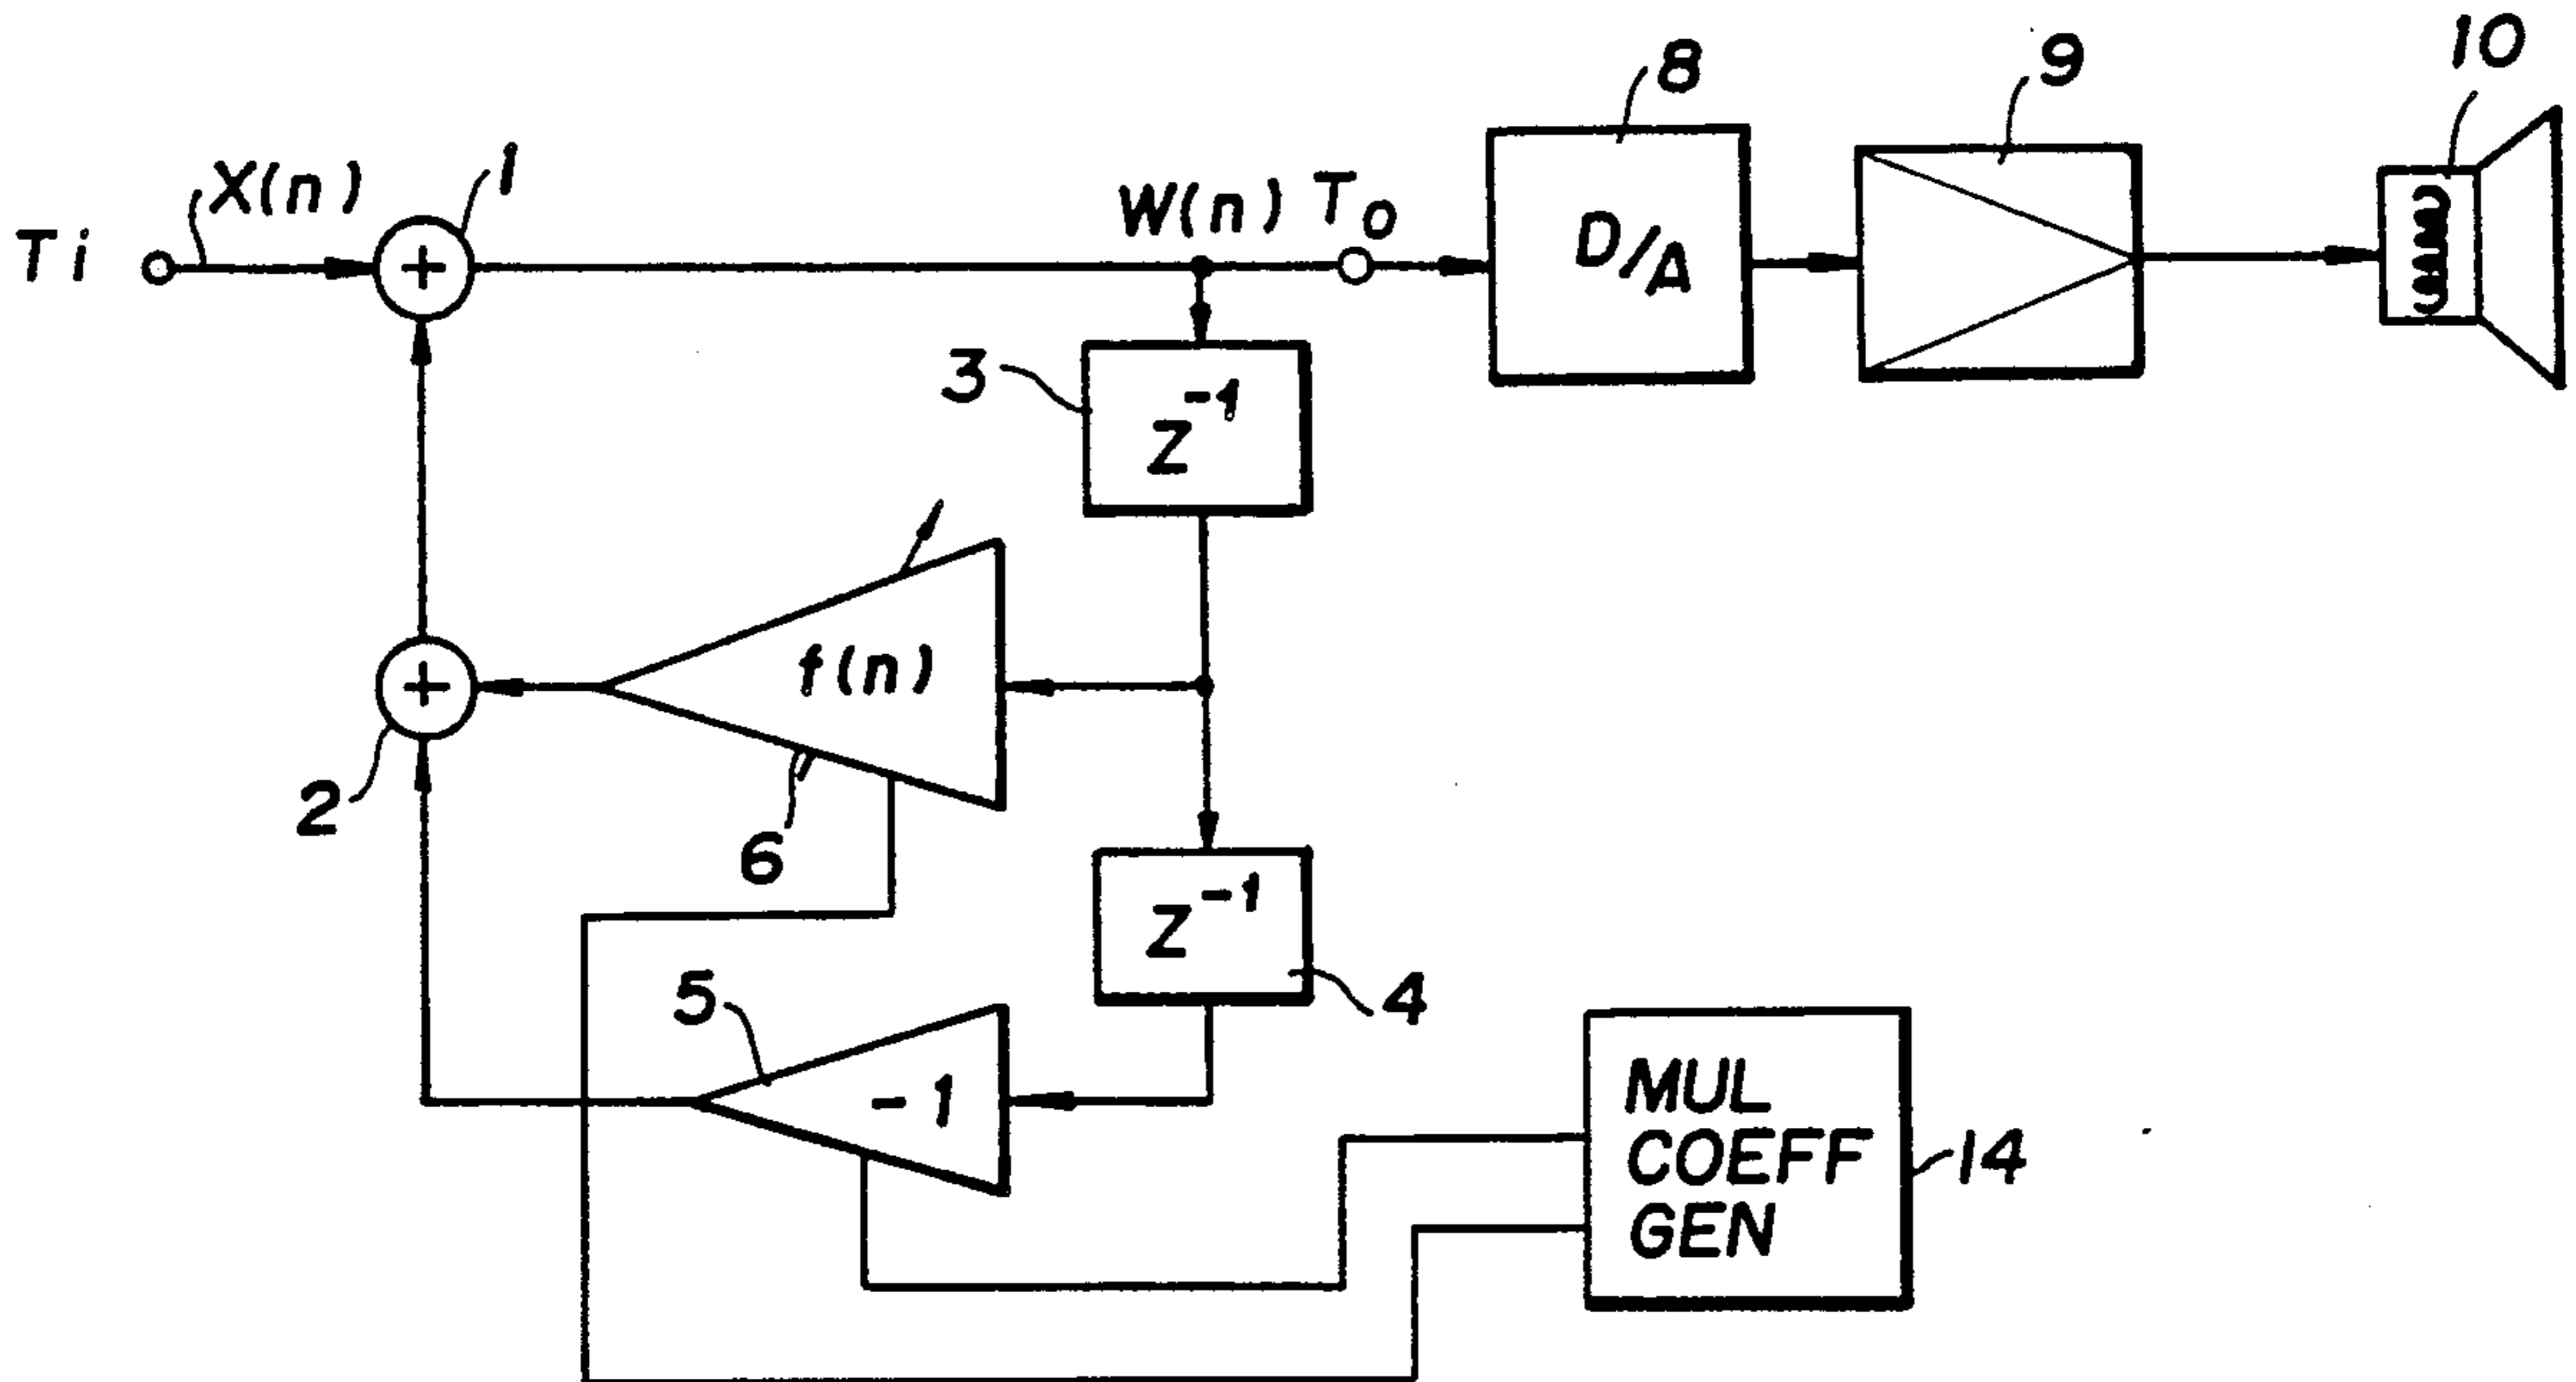 10
8
9
X(n)
1
W(n)
To
Ti
+
D/A
3
z-1
f(n)
+
2
6
z-1
5
4
-1
MUL
COEFF
GEN
14